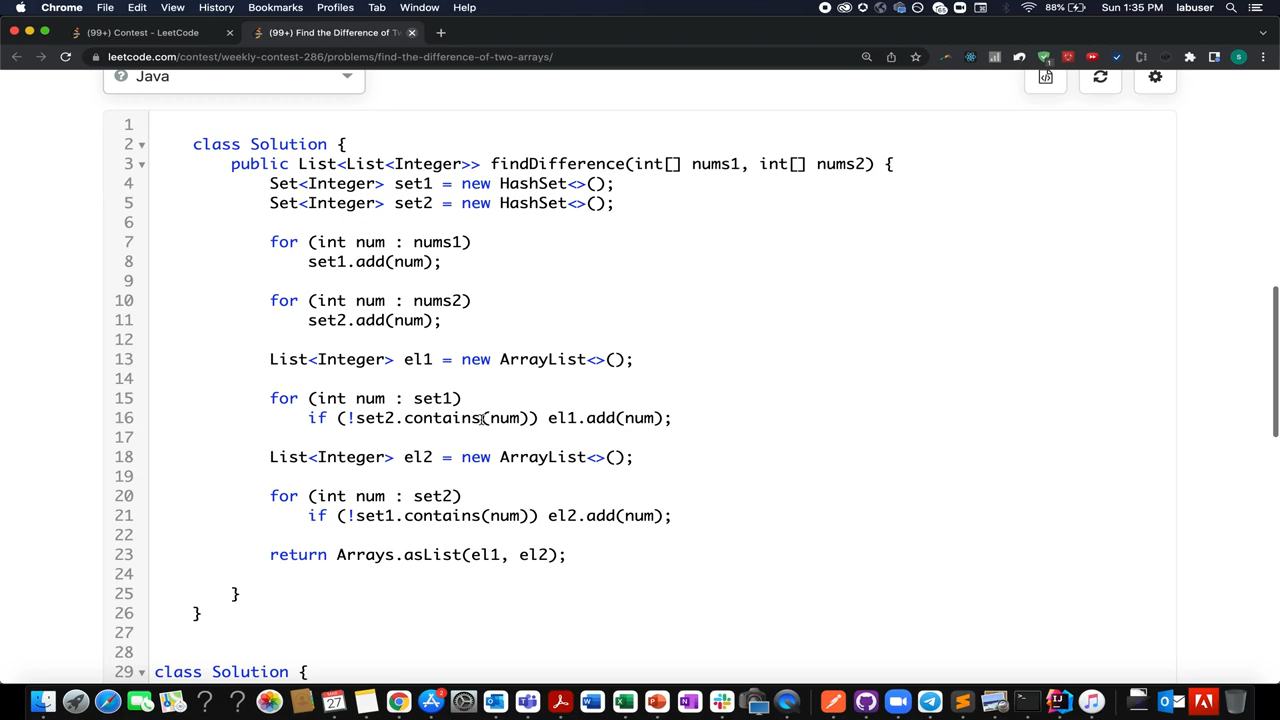 Chrome File Edit View History Bookmarks Profiles Tab Window Help 65 88% Sun 1:35 PM labuser
(99+) Contest - LeetCode
(99+) Find the Difference of Tw
leetcode.com/contest/weekly-contest-286/problems/find-the-difference-of-two-arrays/
Java
1
2 class Solution {
3 public List<List<Integer>> findDifference(int[] nums1, int[] nums2) {
4 Set<Integer> set1 = new HashSet<>();
5 Set<Integer> set2 = new HashSet<>();
6
7 for (int num : nums1)
8 set1.add(num);
9
10 for (int num : nums2)
11 set2.add(num);
12
13 List<Integer> el1 = new ArrayList<>();
14
15 for (int num : set1)
16 if (!set2.contains(num)) el1.add(num);
17
18 List<Integer> el2 = new ArrayList<>();
19
20 for (int num : set2)
21 if (!set1.contains(num)) el2.add(num);
22
23 return Arrays.asList(el1, el2);
24
25 }
26 }
27
28
29 class Solution {
MAR 27